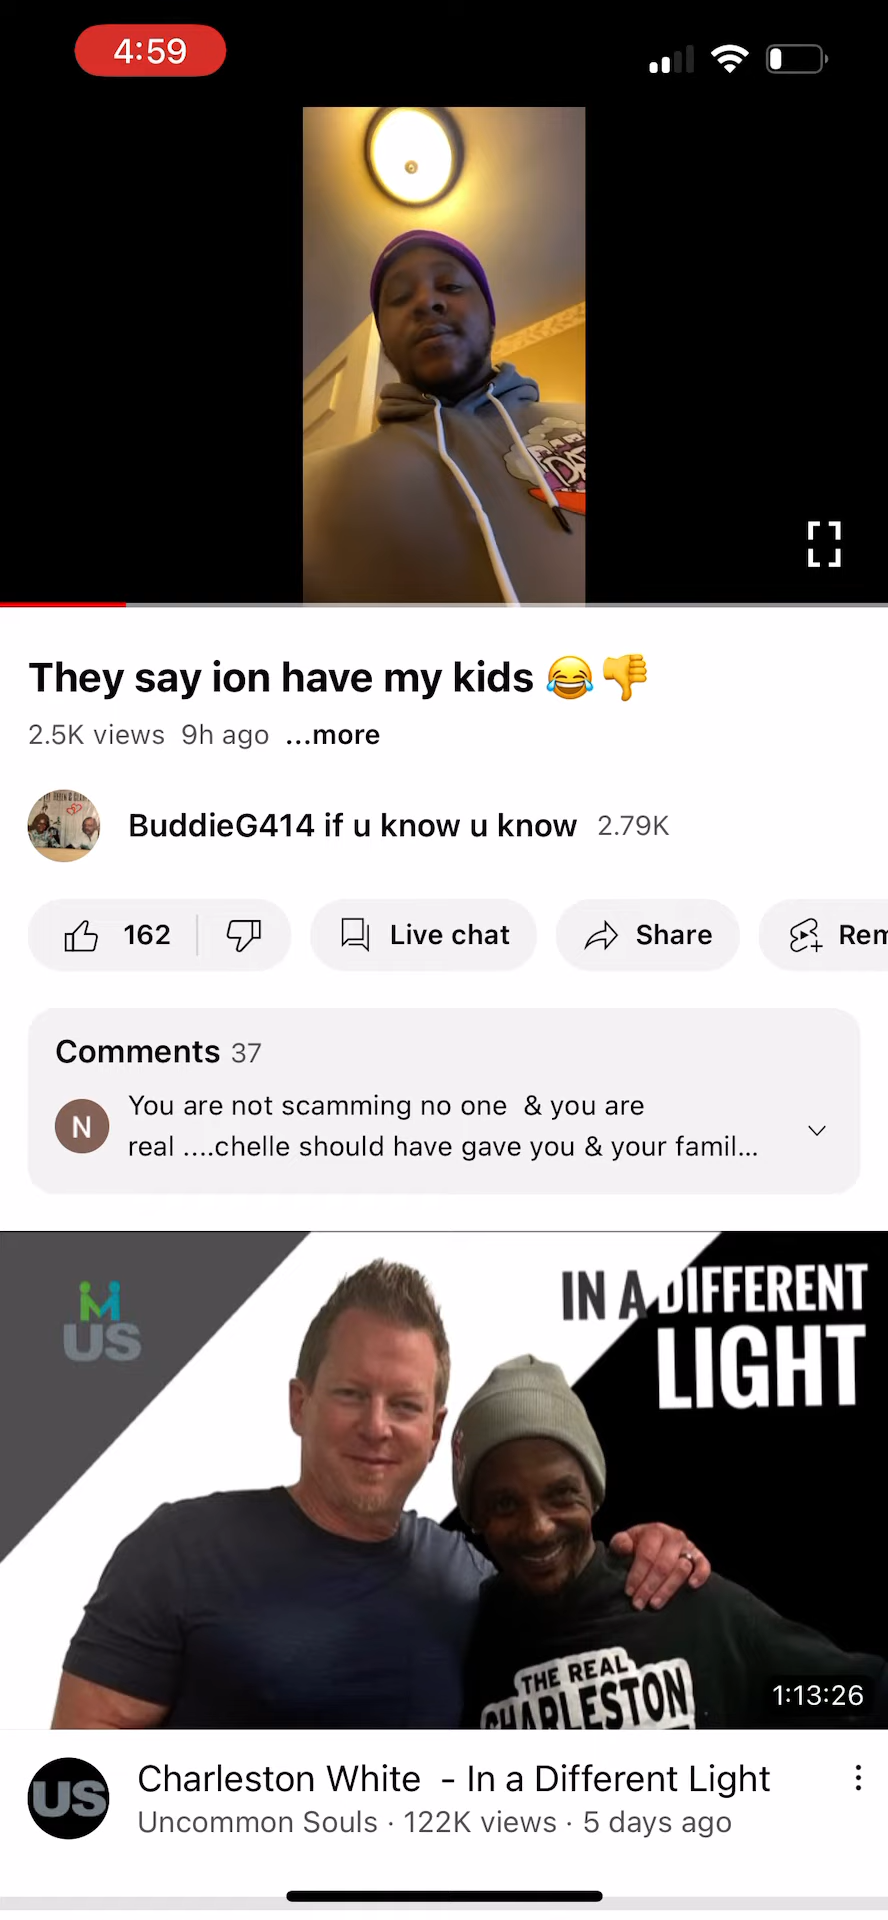 4:59
They say ion have my kids 😂👎
2.5K views 9h ago ...more
BuddieG414 if u know u know 2.79K
162
Live chat
Share
Rem
Comments 37
N
You are not scamming no one & you are
real ....chelle should have gave you & your famil...
US
IN A DIFFERENT
LIGHT
THE REAL
CHARLESTON
1:13:26
US
Charleston White - In a Different Light
Uncommon Souls · 122K views · 5 days ago